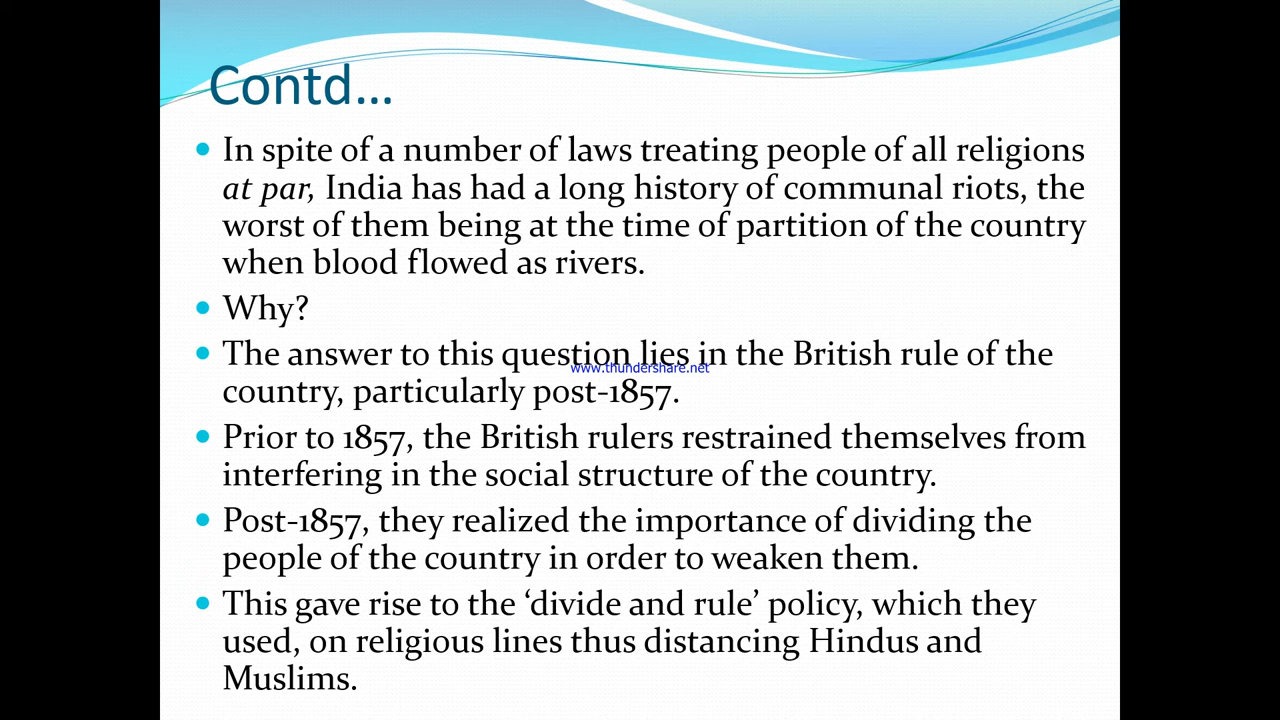 Contd...
• In spite of a number of laws treating people of all religions
at par, India has had a long history of communal riots, the
worst of them being at the time of partition of the country
when blood flowed as rivers.
• Why?
• The answer to this question lies in the British rule of the
www.thundershare.net
country, particularly post-1857.
• Prior to 1857, the British rulers restrained themselves from
interfering in the social structure of the country.
• Post-1857, they realized the importance of dividing the
people of the country in order to weaken them.
• This gave rise to the ‘divide and rule’ policy, which they
used, on religious lines thus distancing Hindus and
Muslims.